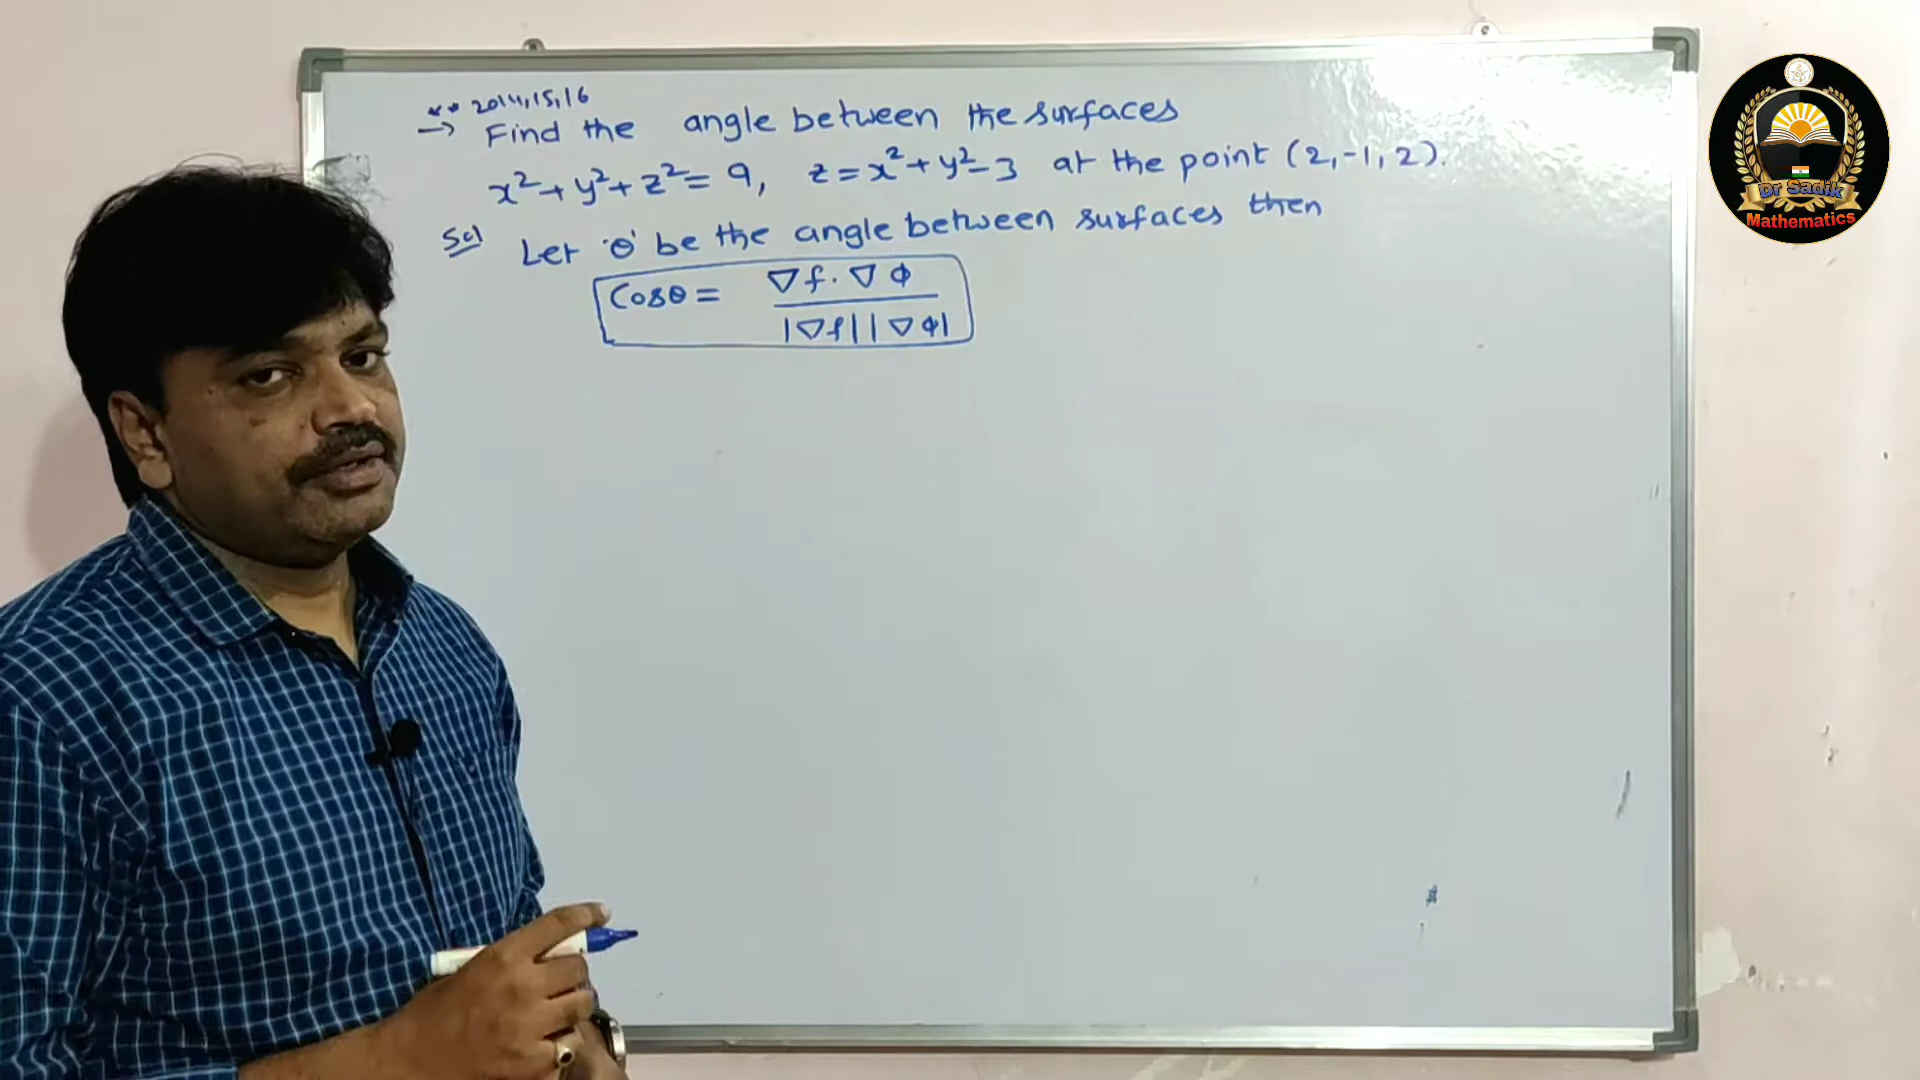 ** 2014,15,16
→ Find the angle between the surfaces
x²+y²+z²=9, z=x²+y²-3 at the point (2,-1,2).
Sol Let 'θ' be the angle between surfaces then
Cosθ = ∇f·∇φ / |∇f||∇φ|
Dr Sadik
Mathematics